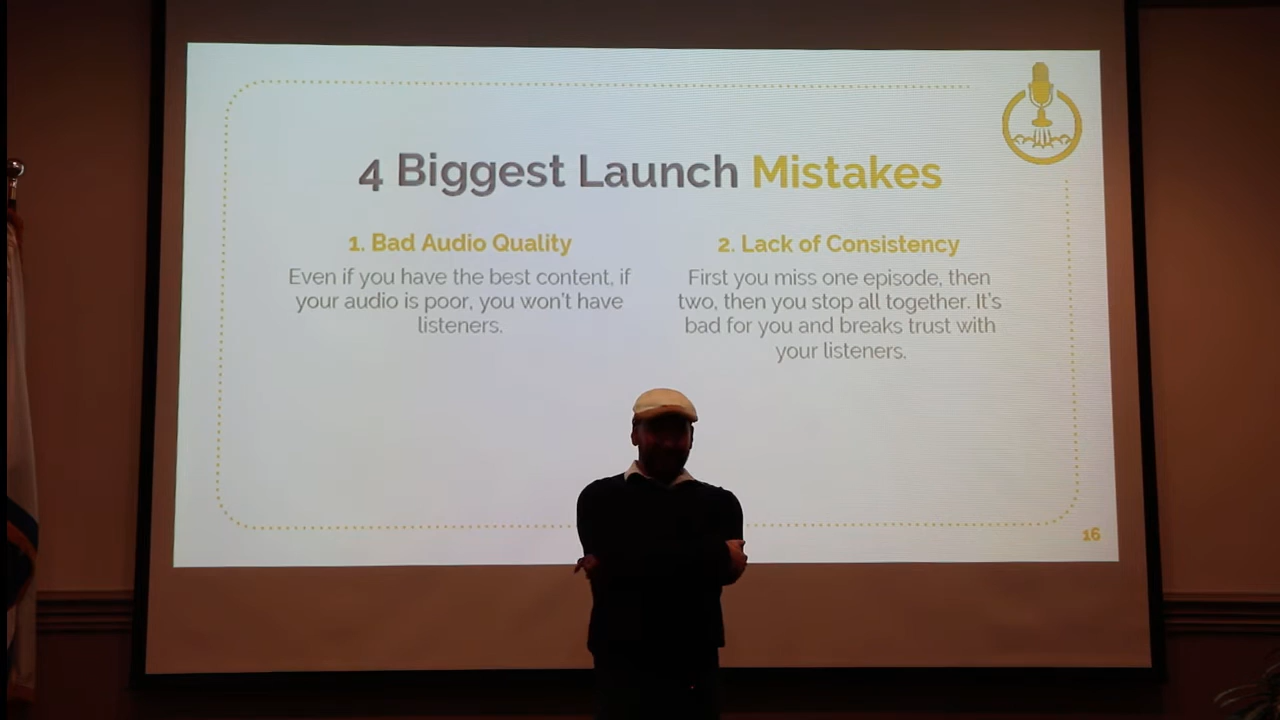 4 Biggest Launch Mistakes
1. Bad Audio Quality
Even if you have the best content, if
your audio is poor, you won't have
listeners.
2. Lack of Consistency
First you miss one episode, then
two, then you stop all together. It's
bad for you and breaks trust with
your listeners.
16